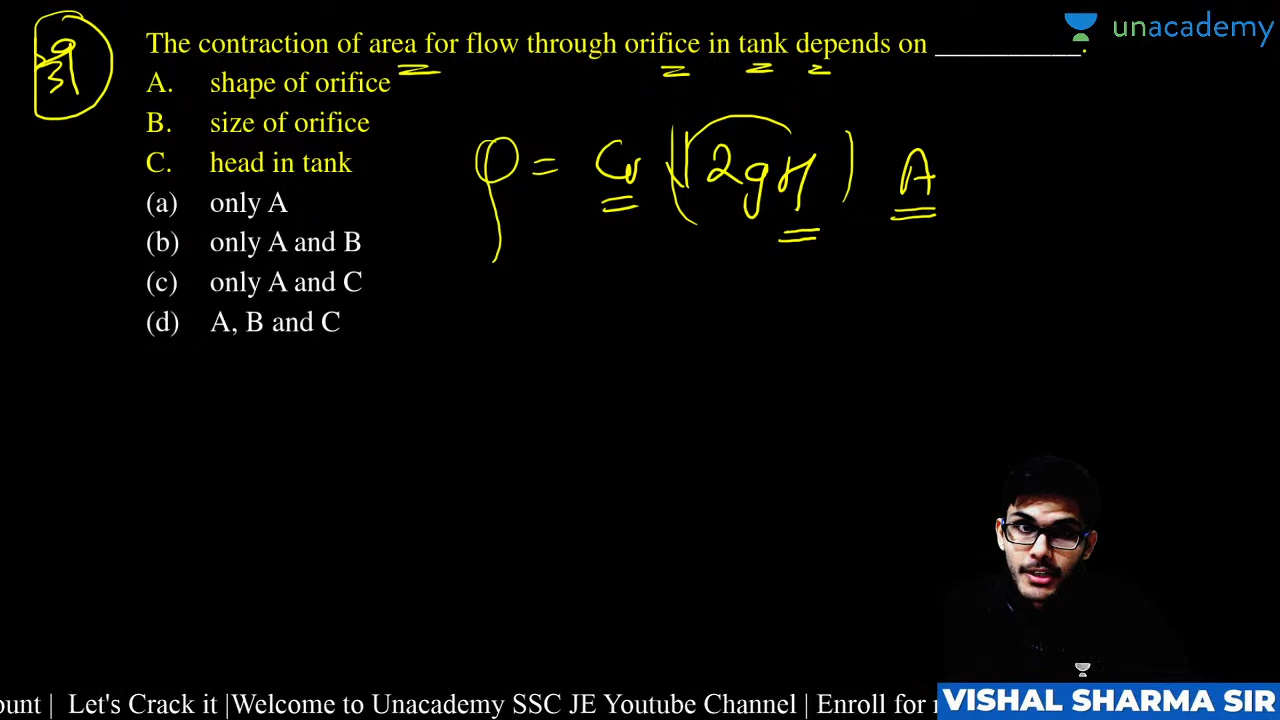 unacademy
The contraction of area for flow through orifice in tank depends on __________.
A. shape of orifice
B. size of orifice
C. head in tank
(a) only A
(b) only A and B
(c) only A and C
(d) A, B and C
Q = Cv (√2gH) A
ount | Let's Crack it |Welcome to Unacademy SSC JE Youtube Channel | Enroll for
VISHAL SHARMA SIR